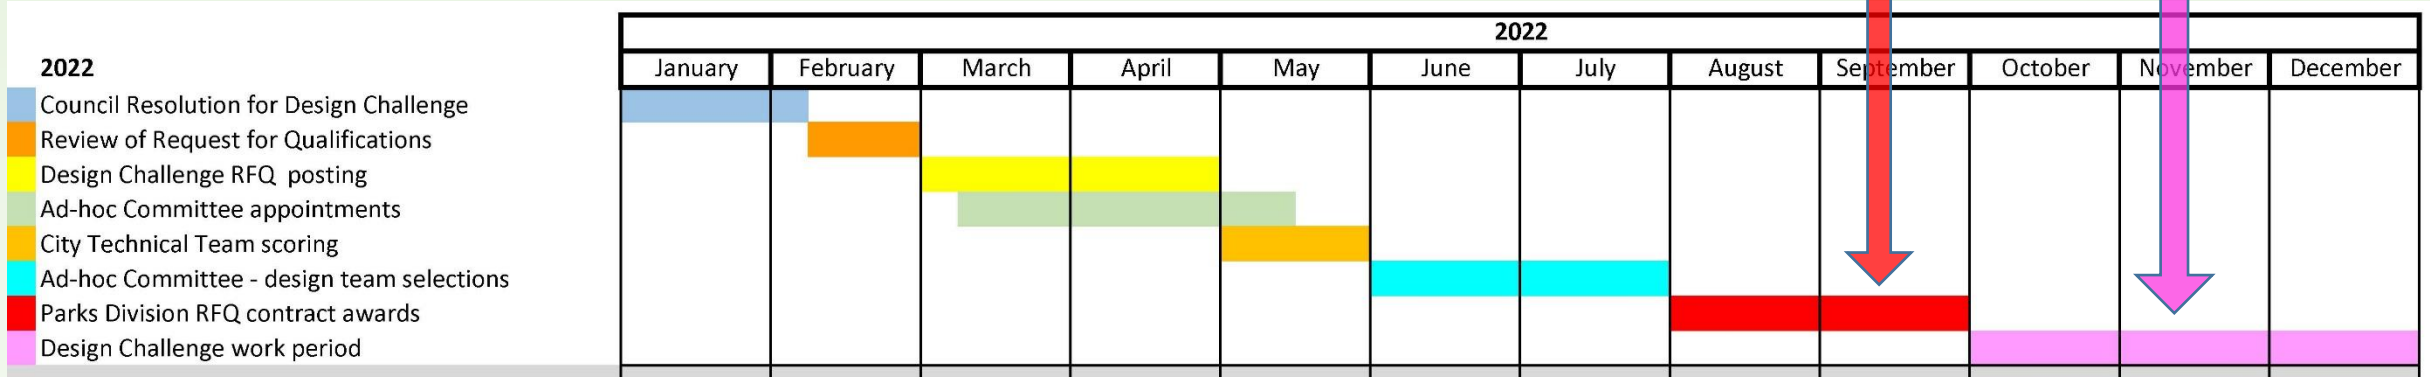 2022
2022
January February March April May June July August September October November December
Council Resolution for Design Challenge
Review of Request for Qualifications
Design Challenge RFQ posting
Ad-hoc Committee appointments
City Technical Team scoring
Ad-hoc Committee - design team selections
Parks Division RFQ contract awards
Design Challenge work period